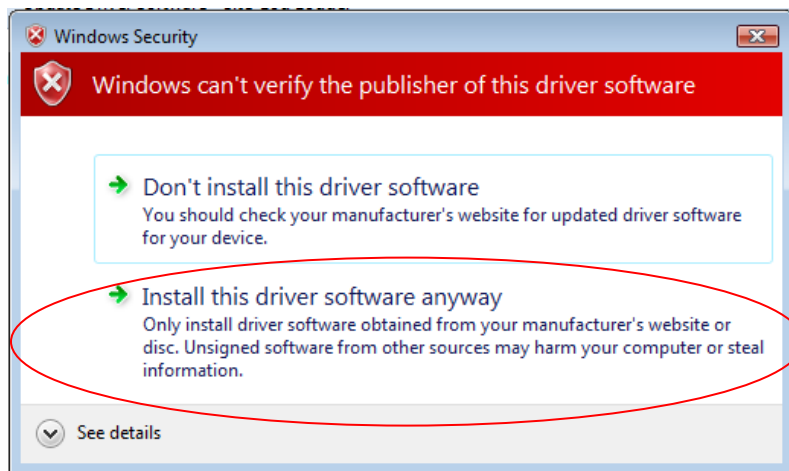 Windows Security
Windows can't verify the publisher of this driver software
Don't install this driver software
You should check your manufacturer's website for updated driver software
for your device.
Install this driver software anyway
Only install driver software obtained from your manufacturer's website or
disc. Unsigned software from other sources may harm your computer or steal
information.
See details